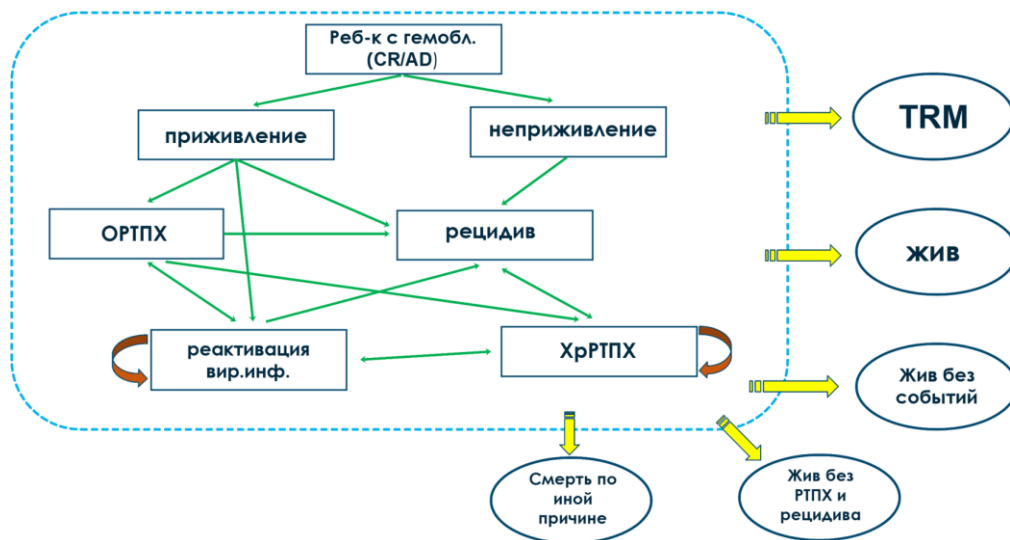 Реб-к с гемобл.
(CR/AD)
приживление
неприживление
TRM
ОРТПХ
рецидив
жив
реактивация
вир.инф.
ХрРТПХ
Жив без
событий
Смерть по
иной
причине
Жив без
РТПХ и
рецидива